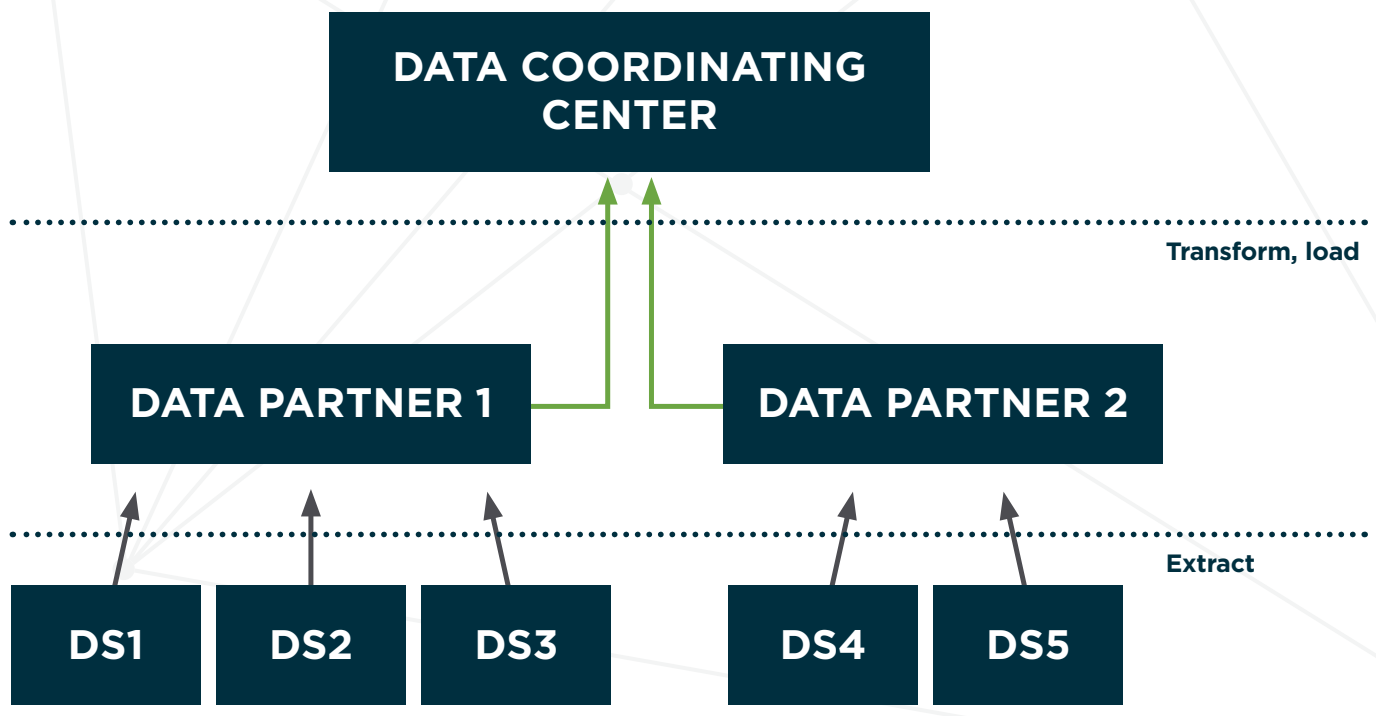 DATA COORDINATING
CENTER
Transform, load
DATA PARTNER 1
DATA PARTNER 2
Extract
DS1
DS2
DS3
DS4
DS5